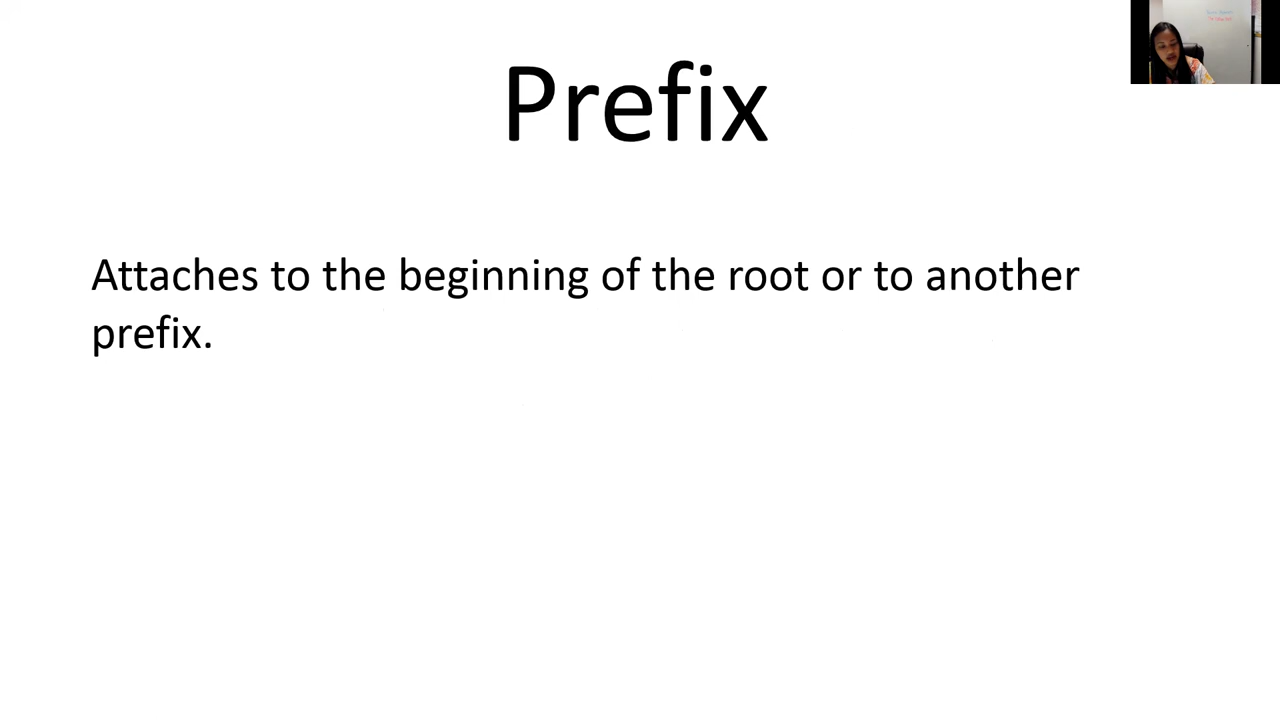 Prefix
Attaches to the beginning of the root or to another
prefix.